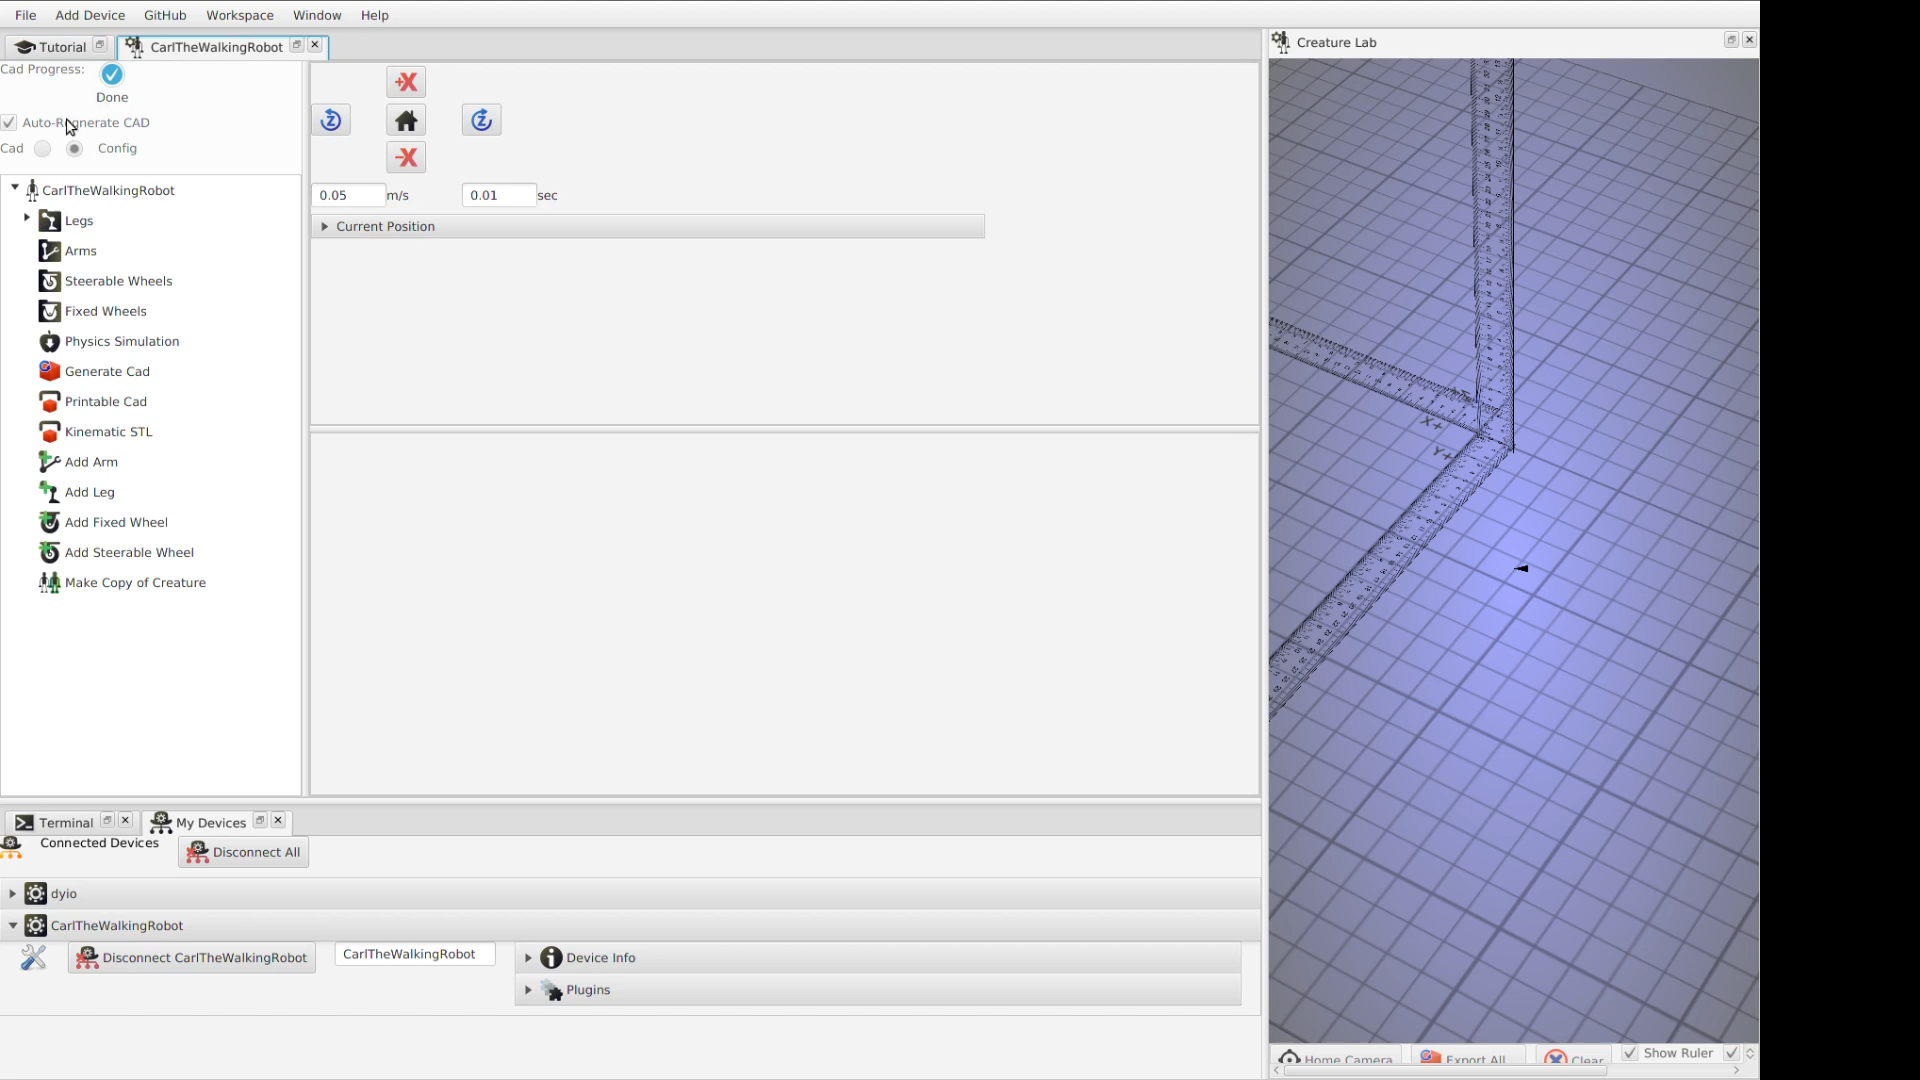 File Add Device GitHub Workspace Window Help
Tutorial CarlTheWalkingRobot
Creature Lab
Cad Progress:
Done
Auto-Regnerate CAD
Cad Config
+X
Z Z
-X
0.05 m/s 0.01 sec
Current Position
CarlTheWalkingRobot
Legs
Arms
Steerable Wheels
Fixed Wheels
Physics Simulation
Generate Cad
Printable Cad
Kinematic STL
Add Arm
Add Leg
Add Fixed Wheel
Add Steerable Wheel
Make Copy of Creature
X+
Y+
Terminal My Devices
Connected Devices Disconnect All
dyio
CarlTheWalkingRobot
Disconnect CarlTheWalkingRobot CarlTheWalkingRobot Device Info
Plugins
Home Camera Export All Clear Show Ruler